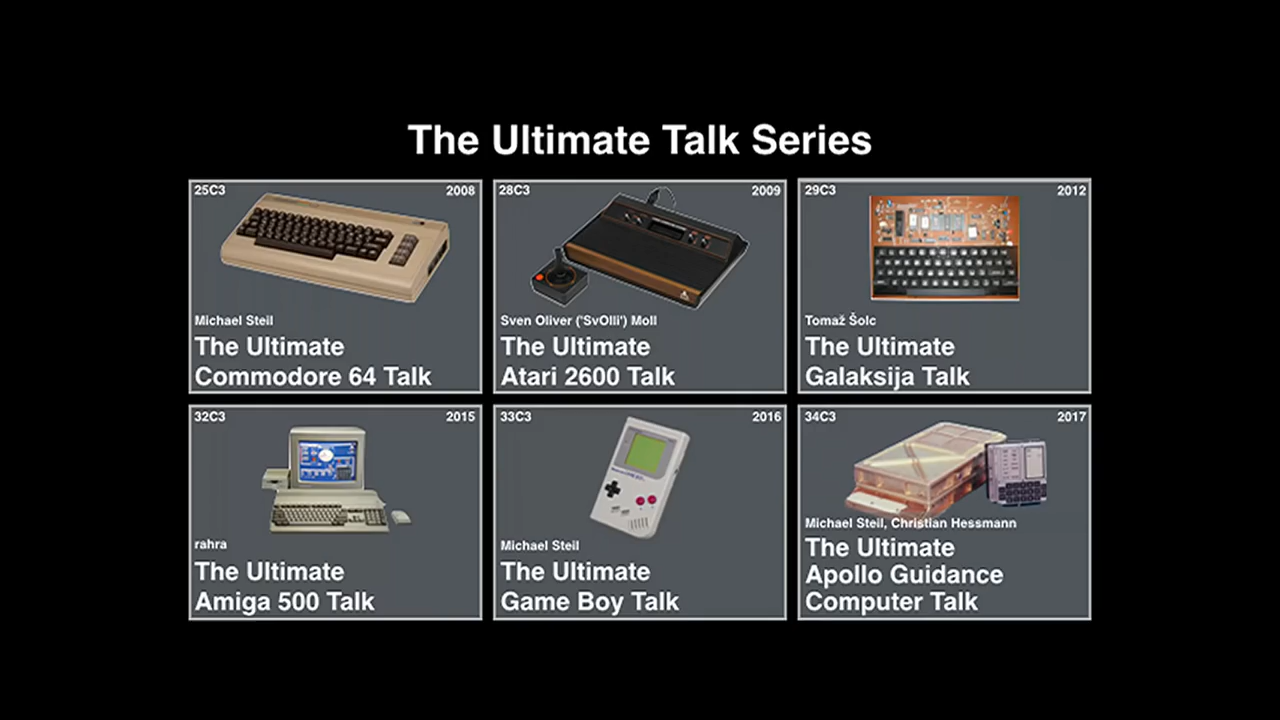 The Ultimate Talk Series
25C3 2008
Michael Steil
The Ultimate
Commodore 64 Talk
28C3 2009
Sven Oliver ('SvOlli') Moll
The Ultimate
Atari 2600 Talk
29C3 2012
Tomaž Šolc
The Ultimate
Galaksija Talk
32C3 2015
rahra
The Ultimate
Amiga 500 Talk
33C3 2016
Michael Steil
The Ultimate
Game Boy Talk
34C3 2017
Michael Steil, Christian Hessmann
The Ultimate
Apollo Guidance
Computer Talk